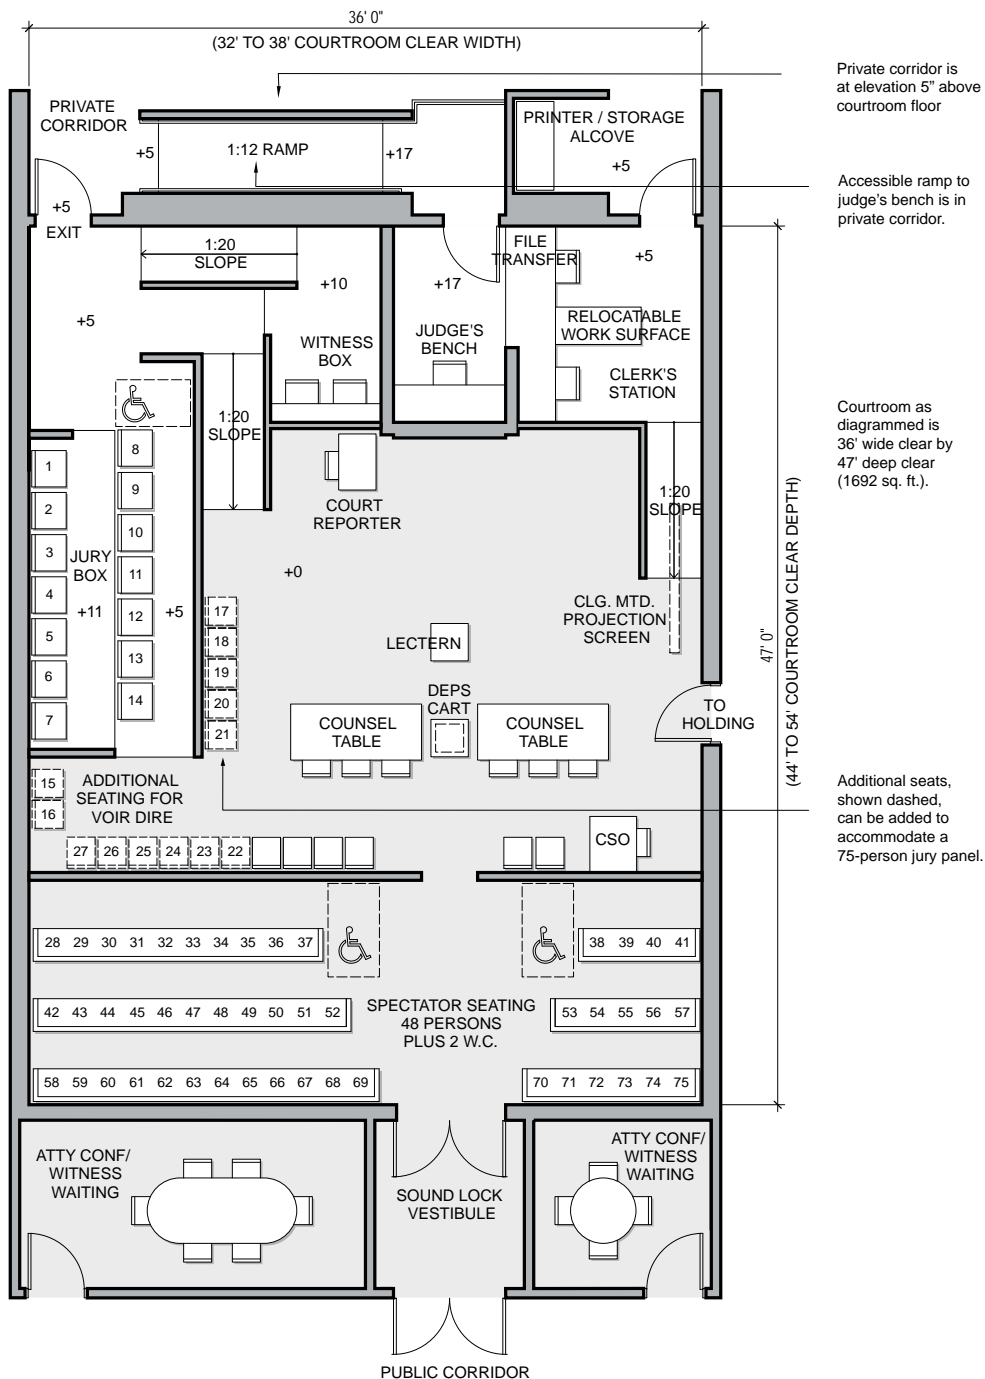 36' 0"
(32' TO 38' COURTROOM CLEAR WIDTH)
Private corridor is
at elevation 5” above
courtroom floor
PRIVATE
CORRIDOR
+5
1:12 RAMP
+17
PRINTER / STORAGE
ALCOVE
+5
Accessible ramp to
judge’s bench is in
private corridor.
+5
EXIT
1:20
SLOPE
+10
+17
FILE
TRANSFER
+5
+5
WITNESS
BOX
JUDGE'S
BENCH
RELOCATABLE
WORK SURFACE
CLERK'S
STATION
1:20
SLOPE
Courtroom as
diagrammed is
36’ wide clear by
47’ deep clear
(1692 sq. ft.).
1
2
3
4
5
6
7
JURY
BOX
+11
8
9
10
11
12
13
14
+5
COURT
REPORTER
1:20
SLOPE
+0
17
18
19
20
21
CLG. MTD.
PROJECTION
SCREEN
LECTERN
DEPS
CART
COUNSEL
TABLE
COUNSEL
TABLE
TO
HOLDING
47' 0"
(44' TO 54' COURTROOM CLEAR DEPTH)
15
16
ADDITIONAL
SEATING FOR
VOIR DIRE
Additional seats,
shown dashed,
can be added to
accommodate a
75-person jury panel.
27 26 25 24 23 22
CSO
28 29 30 31 32 33 34 35 36 37
38 39 40 41
42 43 44 45 46 47 48 49 50 51 52
SPECTATOR SEATING
48 PERSONS
PLUS 2 W.C.
53 54 55 56 57
58 59 60 61 62 63 64 65 66 67 68 69
70 71 72 73 74 75
ATTY CONF/
WITNESS
WAITING
SOUND LOCK
VESTIBULE
ATTY CONF/
WITNESS
WAITING
PUBLIC CORRIDOR